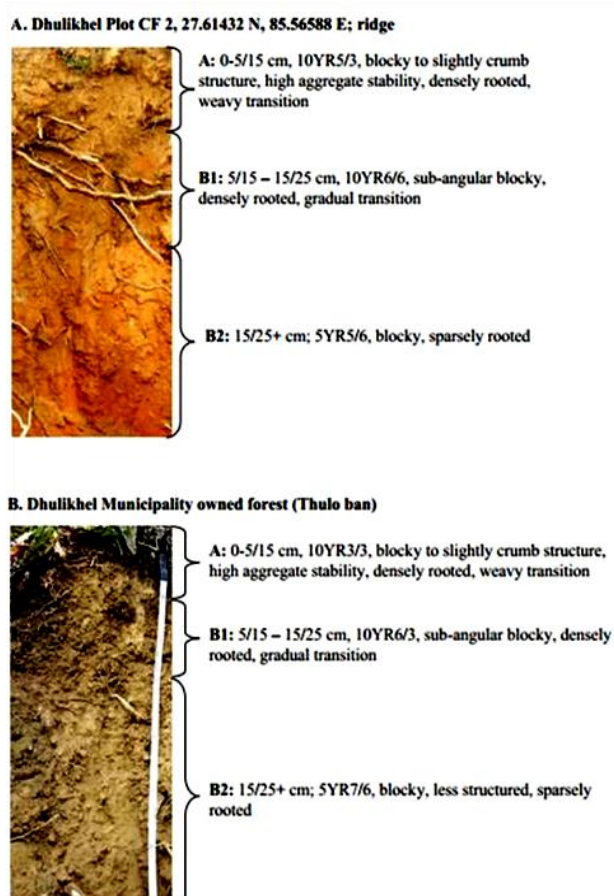 A. Dhulikhel Plot CF 2, 27.61432 N, 85.56588 E; ridge
A: 0-5/15 cm, 10YR5/3, blocky to slightly crumb
structure, high aggregate stability, densely rooted,
weavy transition
B1: 5/15 – 15/25 cm, 10YR6/6, sub-angular blocky,
densely rooted, gradual transition
B2: 15/25+ cm; 5YR5/6, blocky, sparsely rooted
B. Dhulikhel Municipality owned forest (Thulo ban)
A: 0-5/15 cm, 10YR3/3, blocky to slightly crumb structure,
high aggregate stability, densely rooted, weavy transition
B1: 5/15 – 15/25 cm, 10YR6/3, sub-angular blocky, densely
rooted, gradual transition
B2: 15/25+ cm; 5YR7/6, blocky, less structured, sparsely
rooted